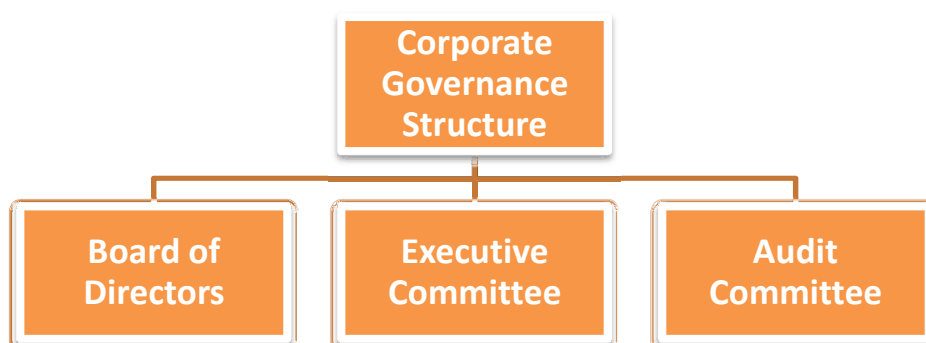 Corporate
Governance
Structure
Board of
Directors
Executive
Committee
Audit
Committee